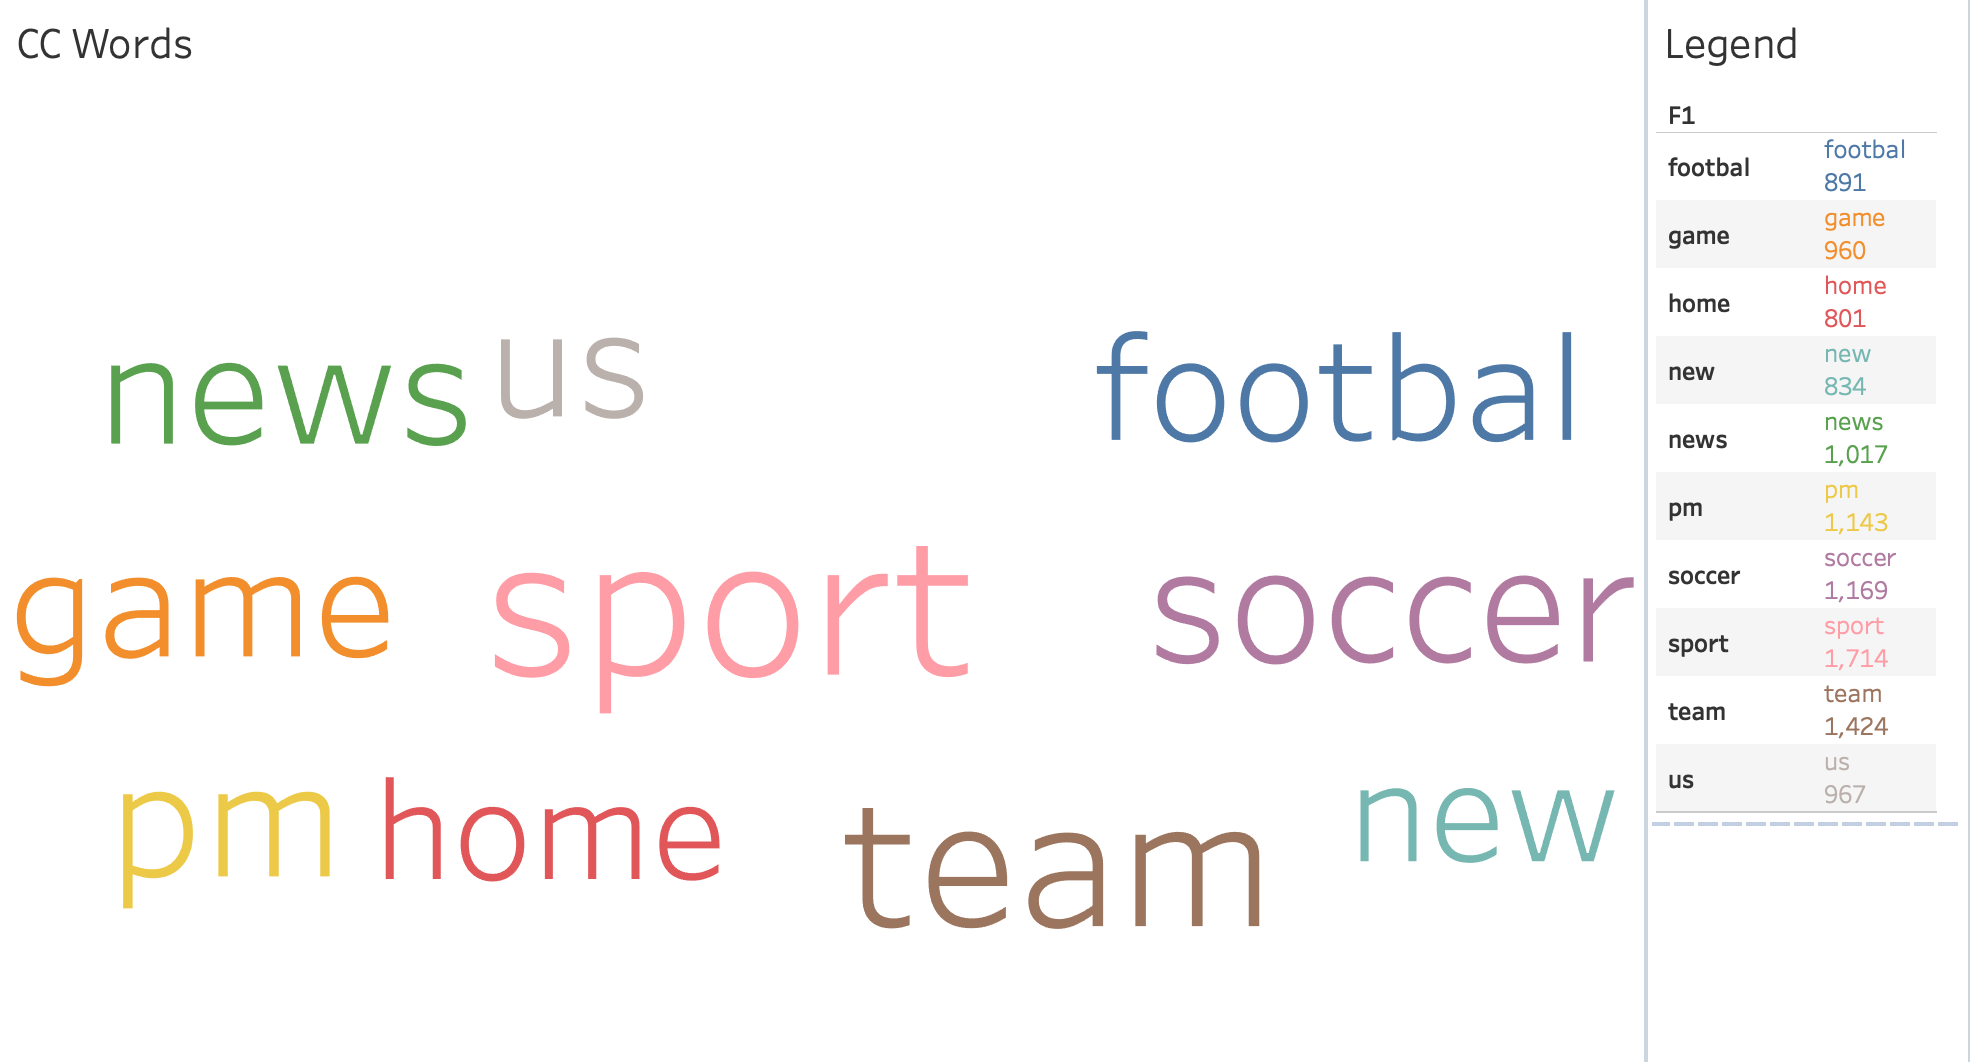 CC Words
news us footbal
game sport soccer
pm home team new
Legend
F1
footbal footbal
891
game game
960
home home
801
new new
834
news news
1,017
pm pm
1,143
soccer soccer
1,169
sport sport
1,714
team team
1,424
us us
967